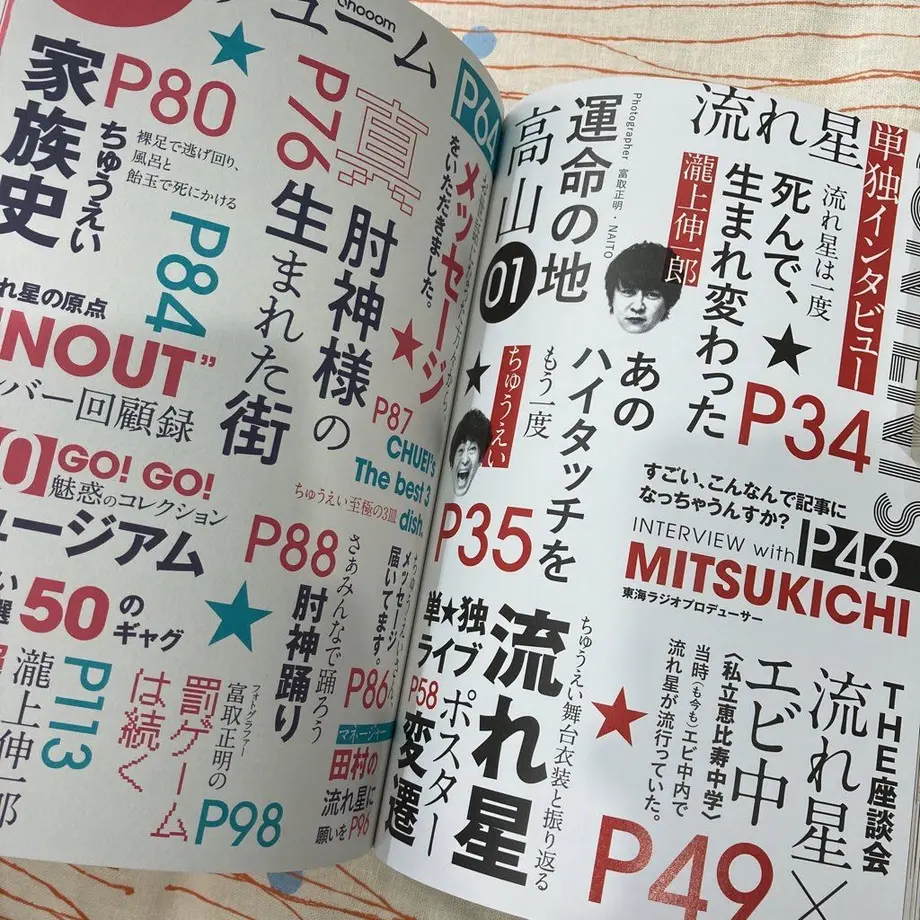 流れ星
単独インタビュー
流れ星は一度
死んで、
生まれ変わった
瀧上伸一郎
P34
Photographer 富取正明・NAITO
運命の地
高山
01
あの
ハイタッチを
もう一度
ちゅうえい
P35
すごい、こんなんで記事に
なっちゃうんすか?
P46
INTERVIEW with
MITSUKICHI
東海ラジオプロデューサー
THE座談会
流れ星×
エビ中
〈私立恵比寿中学〉
当時(も今も)エビ中内で
流れ星が流行っていた。
P49
ちゅうえい舞台衣装と振り返る
流れ星
単★独
ライブポスター
変遷
P58
ューム
P64
メッセージ
をいただきました。
真
肘神様の
生まれた街
P76
P80
ちゅうえい
家族史
裸足で逃げ回り、
風呂と
飴玉で死にかける
P84
れ星の原点
NOUT”
ンバー回顧録
P87
CHUEI's
The best 3
dish.
ちゅうえい至極の3皿
GO! GO!
魅惑のコレクション
ュージアム
P88
さぁみんなで踊ろう
肘神踊り
メッセージ
届いてます。
P86
50の
ギャグ
P113
瀧上伸一郎
フォトグラファー
富取正明の
罰ゲーム
は続く
P98
マネージャー
田村の
流れ星に
願いをP96